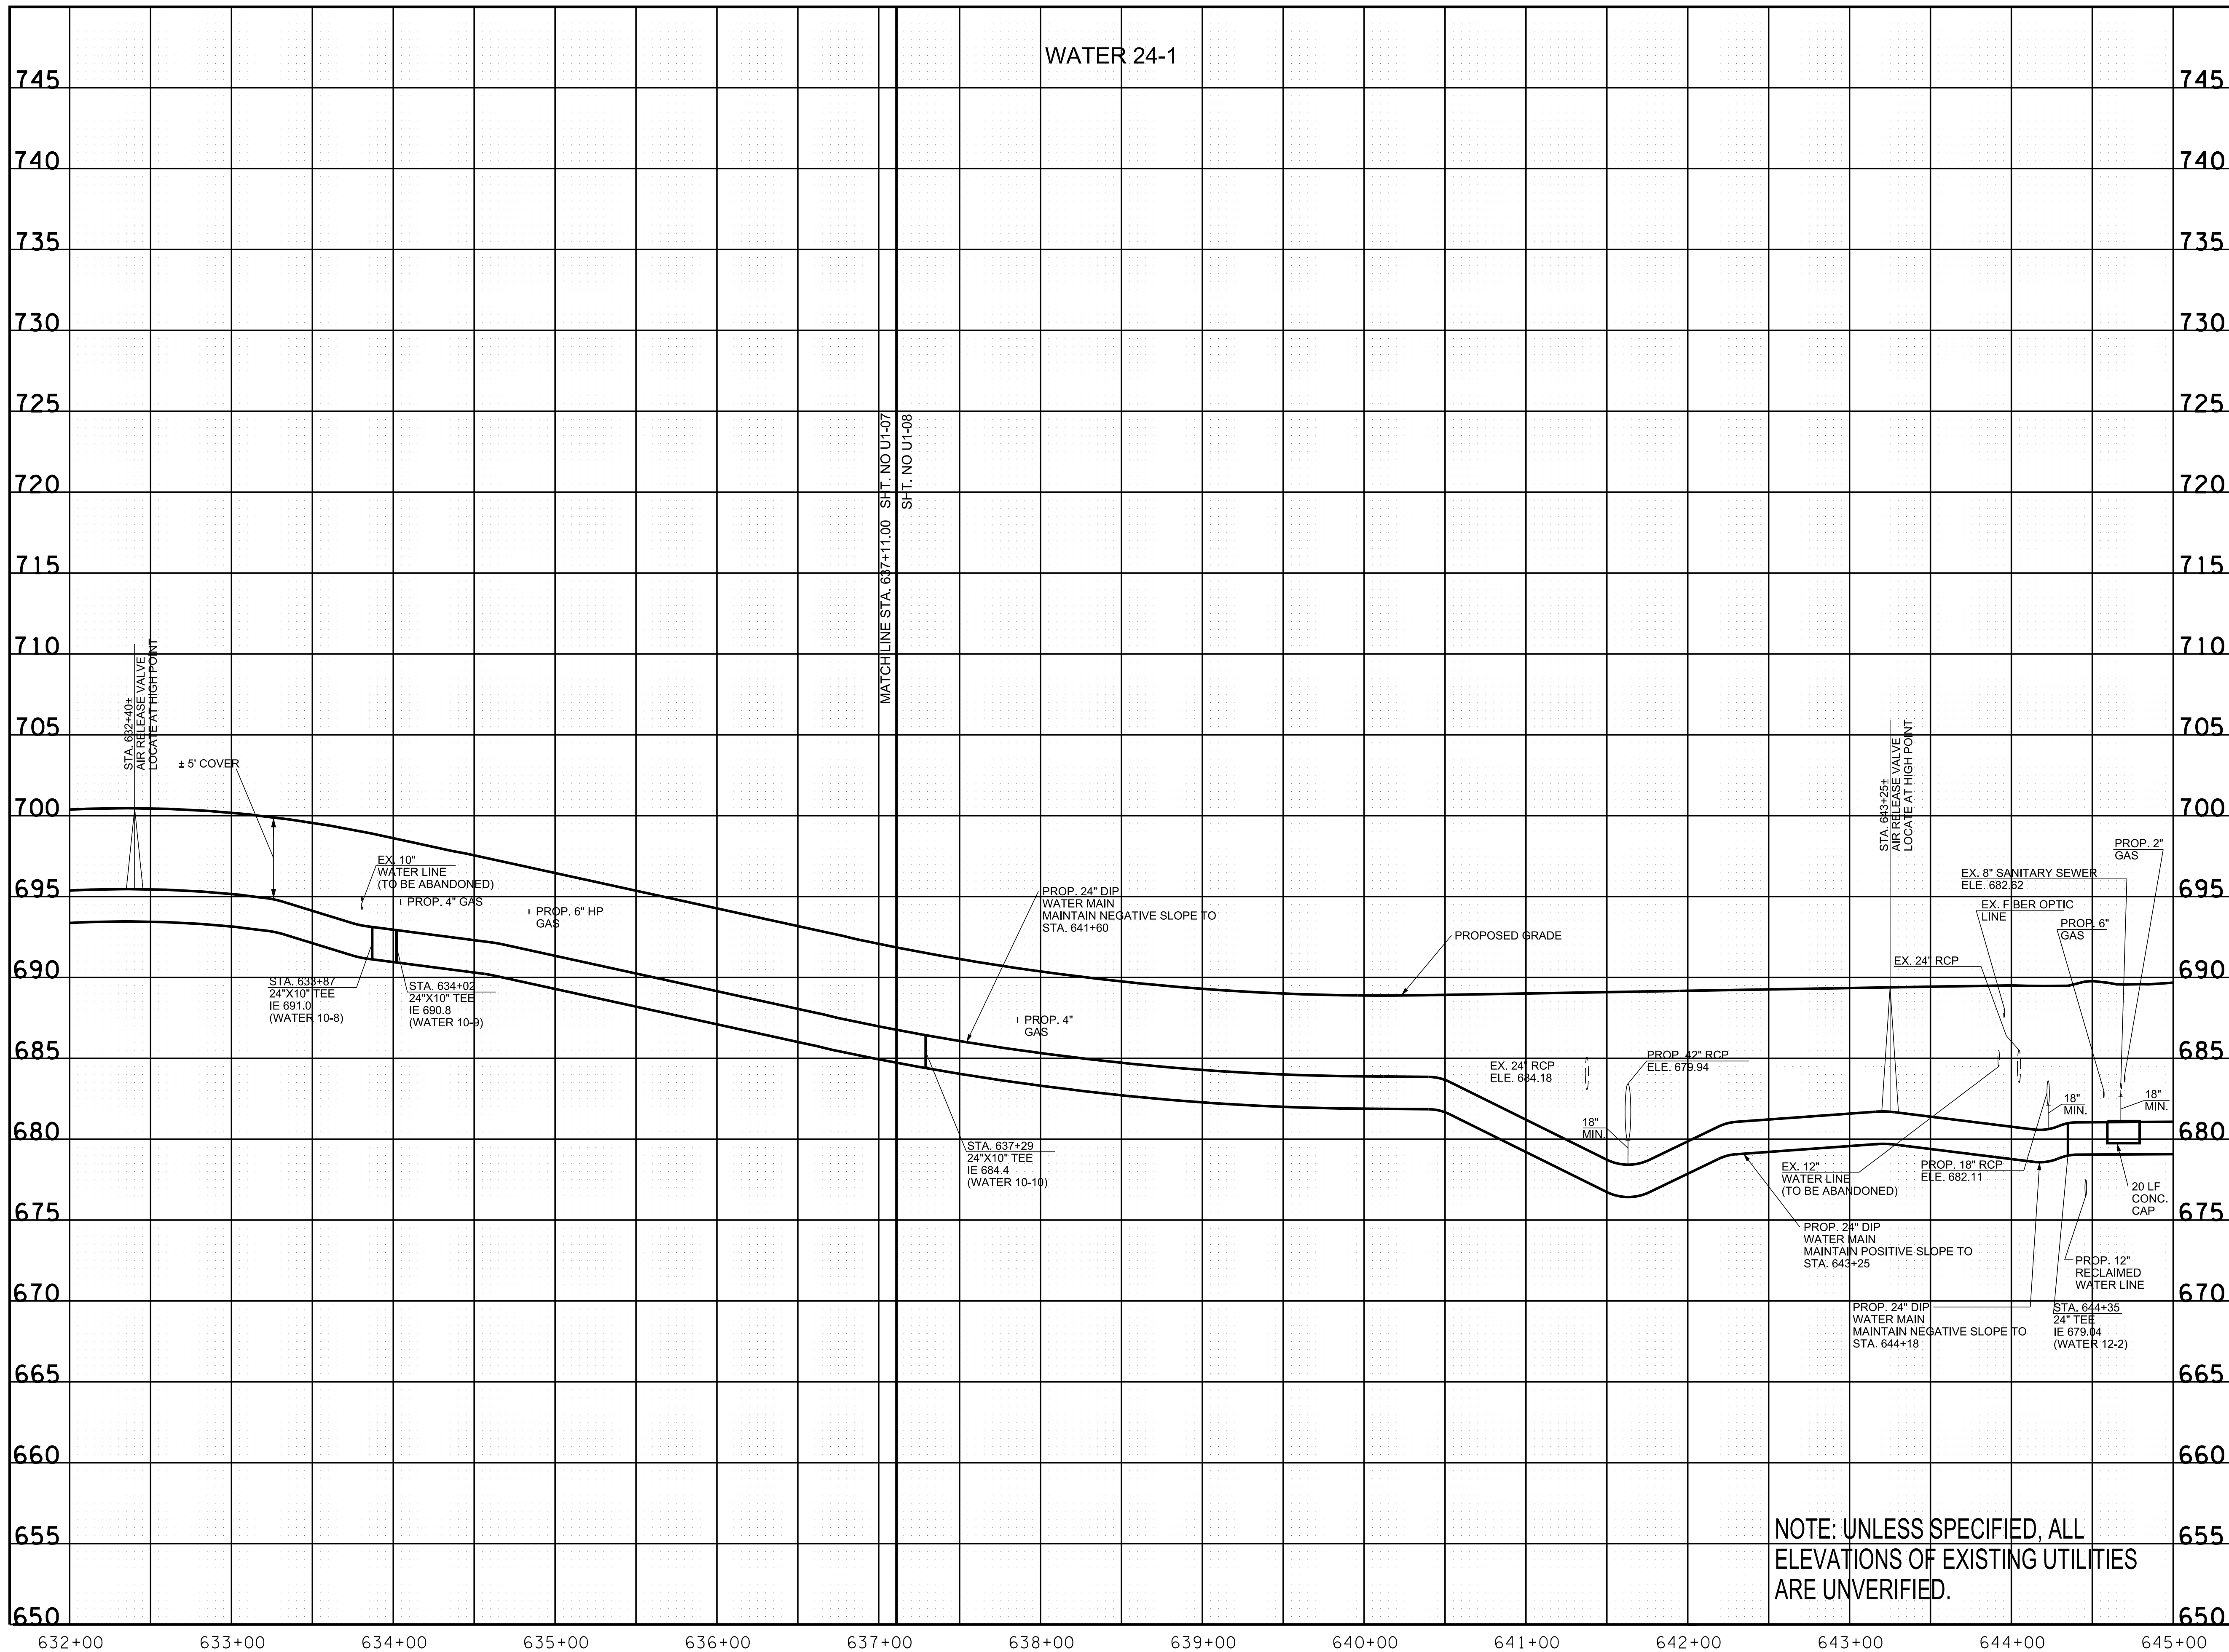 WATER 24-1
745
745
740
740
735
735
730
730
725
725
720
720
715
715
710
710
705
705
700
700
695
695
690
690
685
685
680
680
675
675
670
670
665
665
660
660
655
655
650
650
MATCH LINE STA. 637+11.00 SHT. NO U1-07
SHT. NO U1-08
STA. 632+40±
AIR RELEASE VALVE
LOCATE AT HIGH POINT
± 5' COVER
EX. 10"
WATER LINE
(TO BE ABANDONED)
PROP. 4" GAS
PROP. 6" HP
GAS
STA. 633+87
24"X10" TEE
IE 691.0
(WATER 10-8)
STA. 634+02
24"X10" TEE
IE 690.8
(WATER 10-9)
PROP. 24" DIP
WATER MAIN
MAINTAIN NEGATIVE SLOPE TO
STA. 641+60
PROP. 4"
GAS
STA. 637+29
24"X10" TEE
IE 684.4
(WATER 10-10)
PROPOSED GRADE
EX. 24" RCP
ELE. 684.18
PROP. 42" RCP
ELE. 679.94
18"
MIN.
STA. 643+25±
AIR RELEASE VALVE
LOCATE AT HIGH POINT
PROP. 2"
GAS
EX. 8" SANITARY SEWER
ELE. 682.62
EX. FIBER OPTIC
LINE
PROP. 6"
GAS
EX. 24" RCP
18"
MIN.
18"
MIN.
EX. 12"
WATER LINE
(TO BE ABANDONED)
PROP. 18" RCP
ELE. 682.11
20 LF
CONC.
CAP
PROP. 24" DIP
WATER MAIN
MAINTAIN POSITIVE SLOPE TO
STA. 643+25
PROP. 12"
RECLAIMED
WATER LINE
PROP. 24" DIP
WATER MAIN
MAINTAIN NEGATIVE SLOPE TO
STA. 644+18
STA. 644+35
24" TEE
IE 679.04
(WATER 12-2)
NOTE: UNLESS SPECIFIED, ALL
ELEVATIONS OF EXISTING UTILITIES
ARE UNVERIFIED.
632+00 633+00 634+00 635+00 636+00 637+00 638+00 639+00 640+00 641+00 642+00 643+00 644+00 645+00